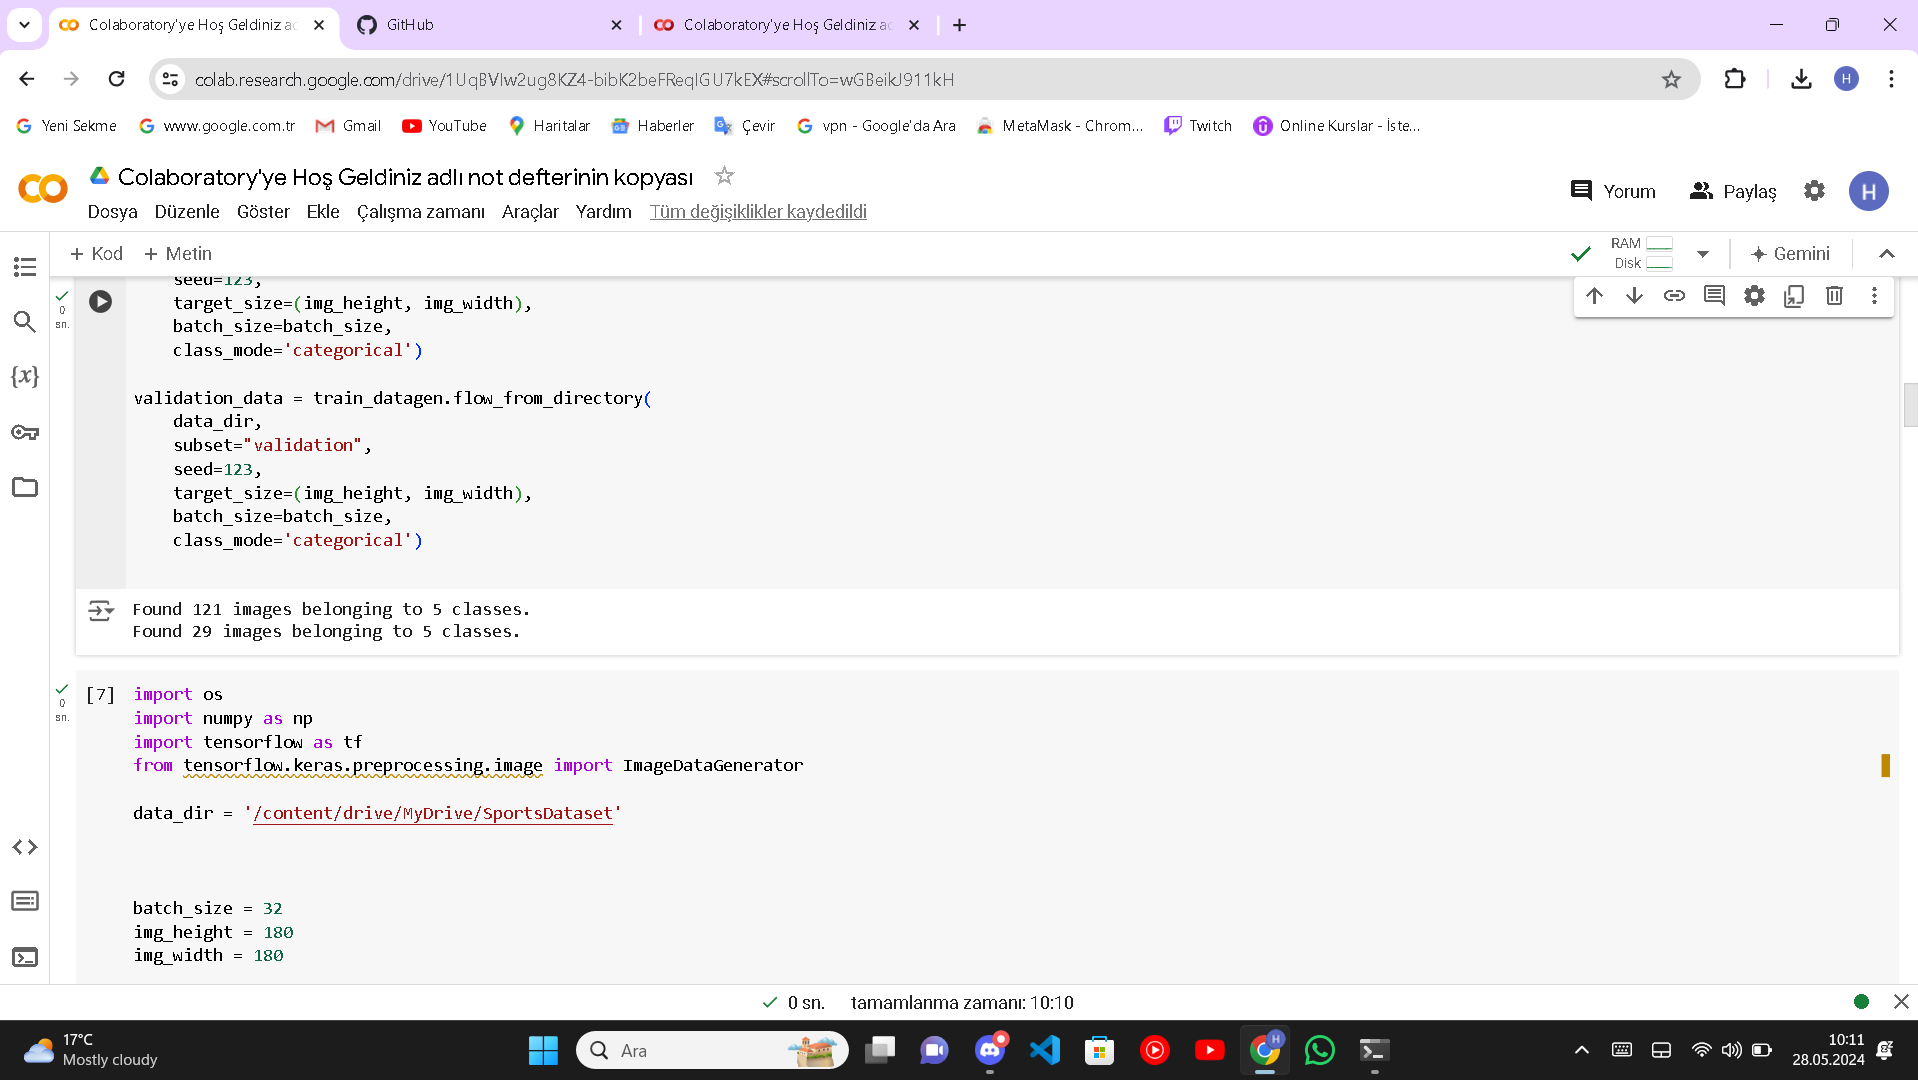 Colaboratory'ye Hoş Geldiniz ad
GitHub
Colaboratory'ye Hoş Geldiniz ad
colab.research.google.com/drive/1UqBVIw2ug8KZ4-bibK2beFReqIGU7kEX#scrollTo=wGBeikJ911kH
H
Yeni Sekme
www.google.com.tr
Gmail
YouTube
Haritalar
Haberler
Çevir
vpn - Google'da Ara
MetaMask - Chrom...
Twitch
Online Kurslar - İste...
Colaboratory'ye Hoş Geldiniz adlı not defterinin kopyası
Dosya Düzenle Göster Ekle Çalışma zamanı Araçlar Yardım Tüm değişiklikler kaydedildi
Yorum
Paylaş
H
+ Kod + Metin
RAM
Disk
Gemini
0
sn.
seed=123,
target_size=(img_height, img_width),
batch_size=batch_size,
class_mode='categorical')
validation_data = train_datagen.flow_from_directory(
data_dir,
subset="validation",
seed=123,
target_size=(img_height, img_width),
batch_size=batch_size,
class_mode='categorical')
Found 121 images belonging to 5 classes.
Found 29 images belonging to 5 classes.
0
sn.
[7]
import os
import numpy as np
import tensorflow as tf
from tensorflow.keras.preprocessing.image import ImageDataGenerator
data_dir = '/content/drive/MyDrive/SportsDataset'
batch_size = 32
img_height = 180
img_width = 180
0 sn. tamamlanma zamanı: 10:10
17°C
Mostly cloudy
Ara
H
10:11
28.05.2024